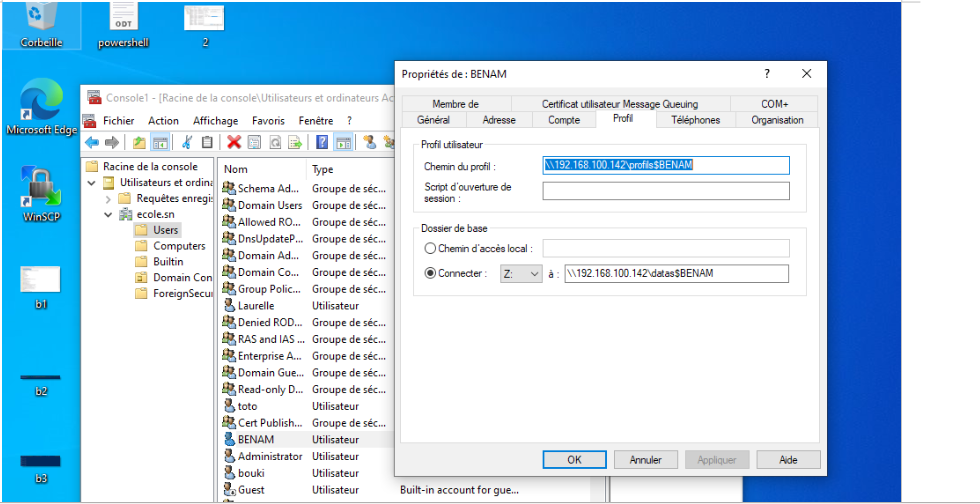 Corbeille
ODT
powershell
2
Microsoft Edge
WinSCP
b1
b2
b3
Console1 - [Racine de la console\Utilisateurs et ordinateurs Ac
Fichier Action Affichage Favoris Fenêtre ?
Racine de la console
Utilisateurs et ordina
Requêtes enregis
ecole.sn
Users
Computers
Builtin
Domain Con
ForeignSecur
Nom Type
Schema Ad... Groupe de séc...
Domain Users Groupe de séc...
Allowed RO... Groupe de séc...
DnsUpdateP... Groupe de séc...
Domain Ad... Groupe de séc...
Domain Co... Groupe de séc...
Group Polic... Groupe de séc...
Laurelle Utilisateur
Denied ROD... Groupe de séc...
RAS and IAS ... Groupe de séc...
Enterprise A... Groupe de séc...
Domain Gue... Groupe de séc...
Read-only D... Groupe de séc...
toto Utilisateur
Cert Publish... Groupe de séc...
BENAM Utilisateur
Administrator Utilisateur
bouki Utilisateur
Guest Utilisateur Built-in account for gue...
Propriétés de : BENAM ?
Membre de Certificat utilisateur Message Queuing COM+
Général Adresse Compte Profil Téléphones Organisation
Profil utilisateur
Chemin du profil : \\192.168.100.142\profils$BENAM
Script d'ouverture de
session :
Dossier de base
Chemin d'accès local :
Connecter : Z: à : \\192.168.100.142\datas$BENAM
OK Annuler Appliquer Aide